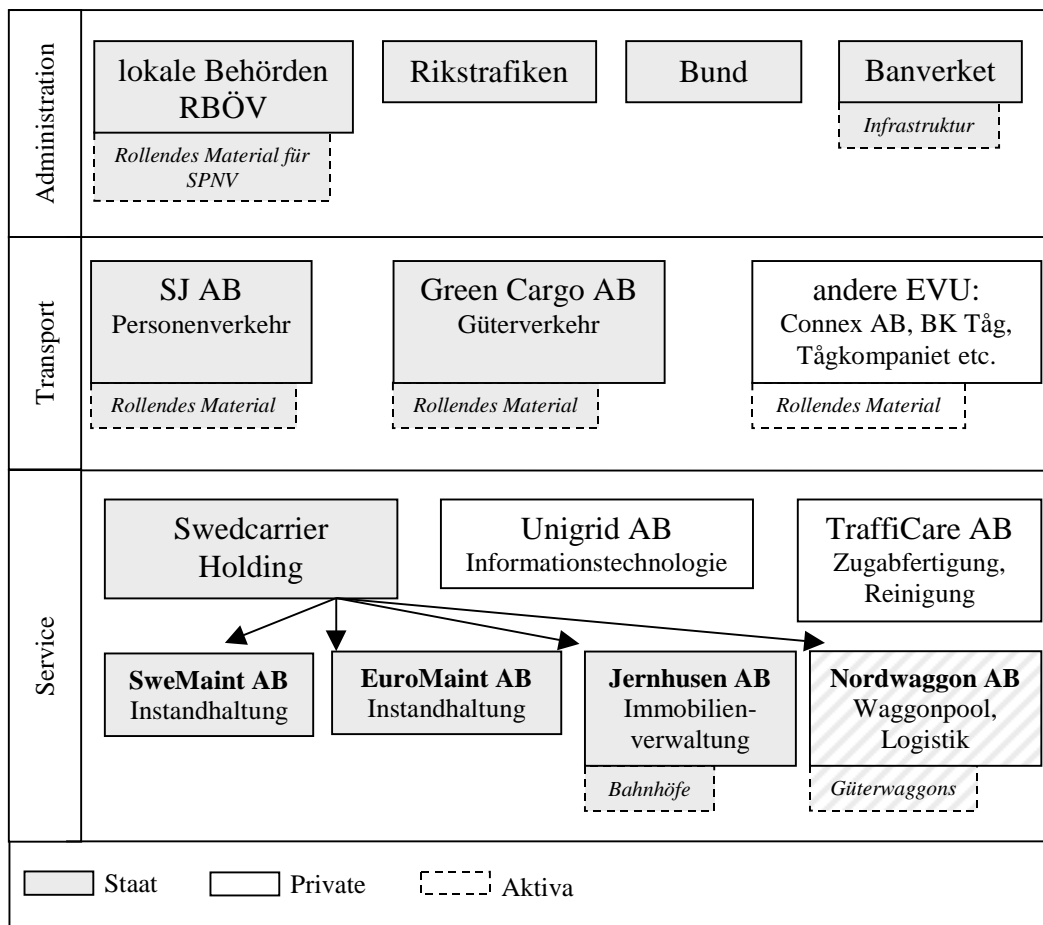 Administration
lokale Behörden
RBÖV
Rollendes Material für
SPNV
Rikstrafiken
Bund
Banverket
Infrastruktur
Transport
SJ AB
Personenverkehr
Rollendes Material
Green Cargo AB
Güterverkehr
Rollendes Material
andere EVU:
Connex AB, BK Tåg,
Tågkompaniet etc.
Rollendes Material
Service
Swedcarrier
Holding
Unigrid AB
Informationstechnologie
TraffiCare AB
Zugabfertigung,
Reinigung
SweMaint AB
Instandhaltung
EuroMaint AB
Instandhaltung
Jernhusen AB
Immobilien-
verwaltung
Bahnhöfe
Nordwaggon AB
Waggonpool,
Logistik
Güterwaggons
Staat
Private
Aktiva